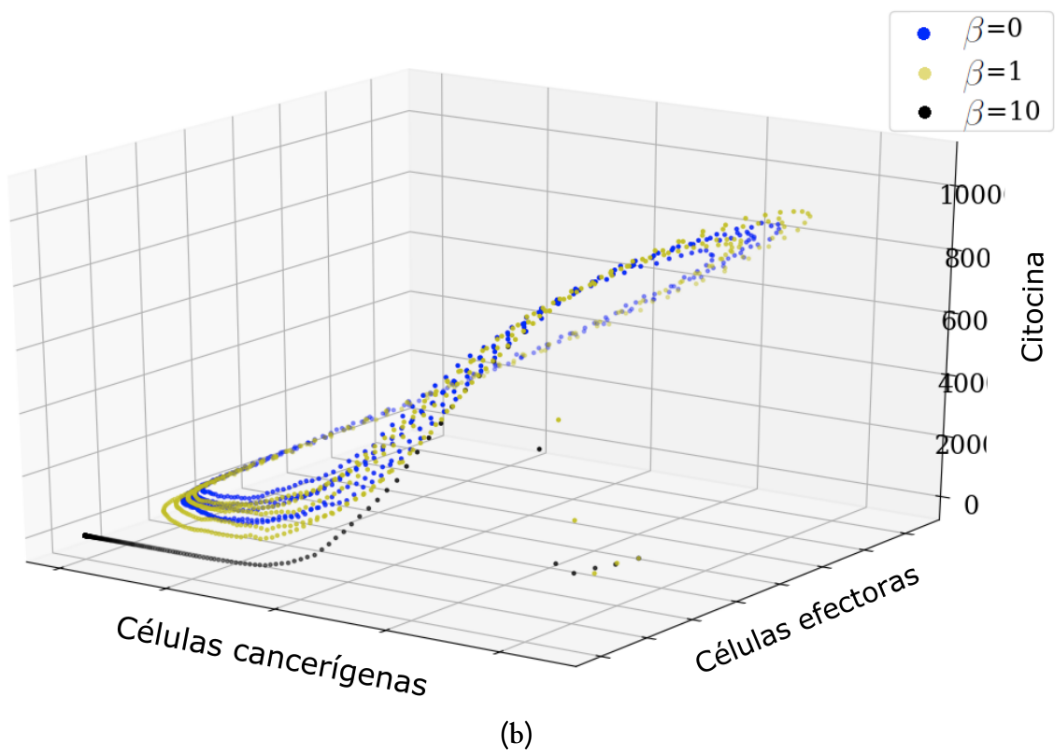 β=0
β=1
β=10
1000
800
600
400
200
0
Citocina
Células efectoras
Células cancerígenas
(b)